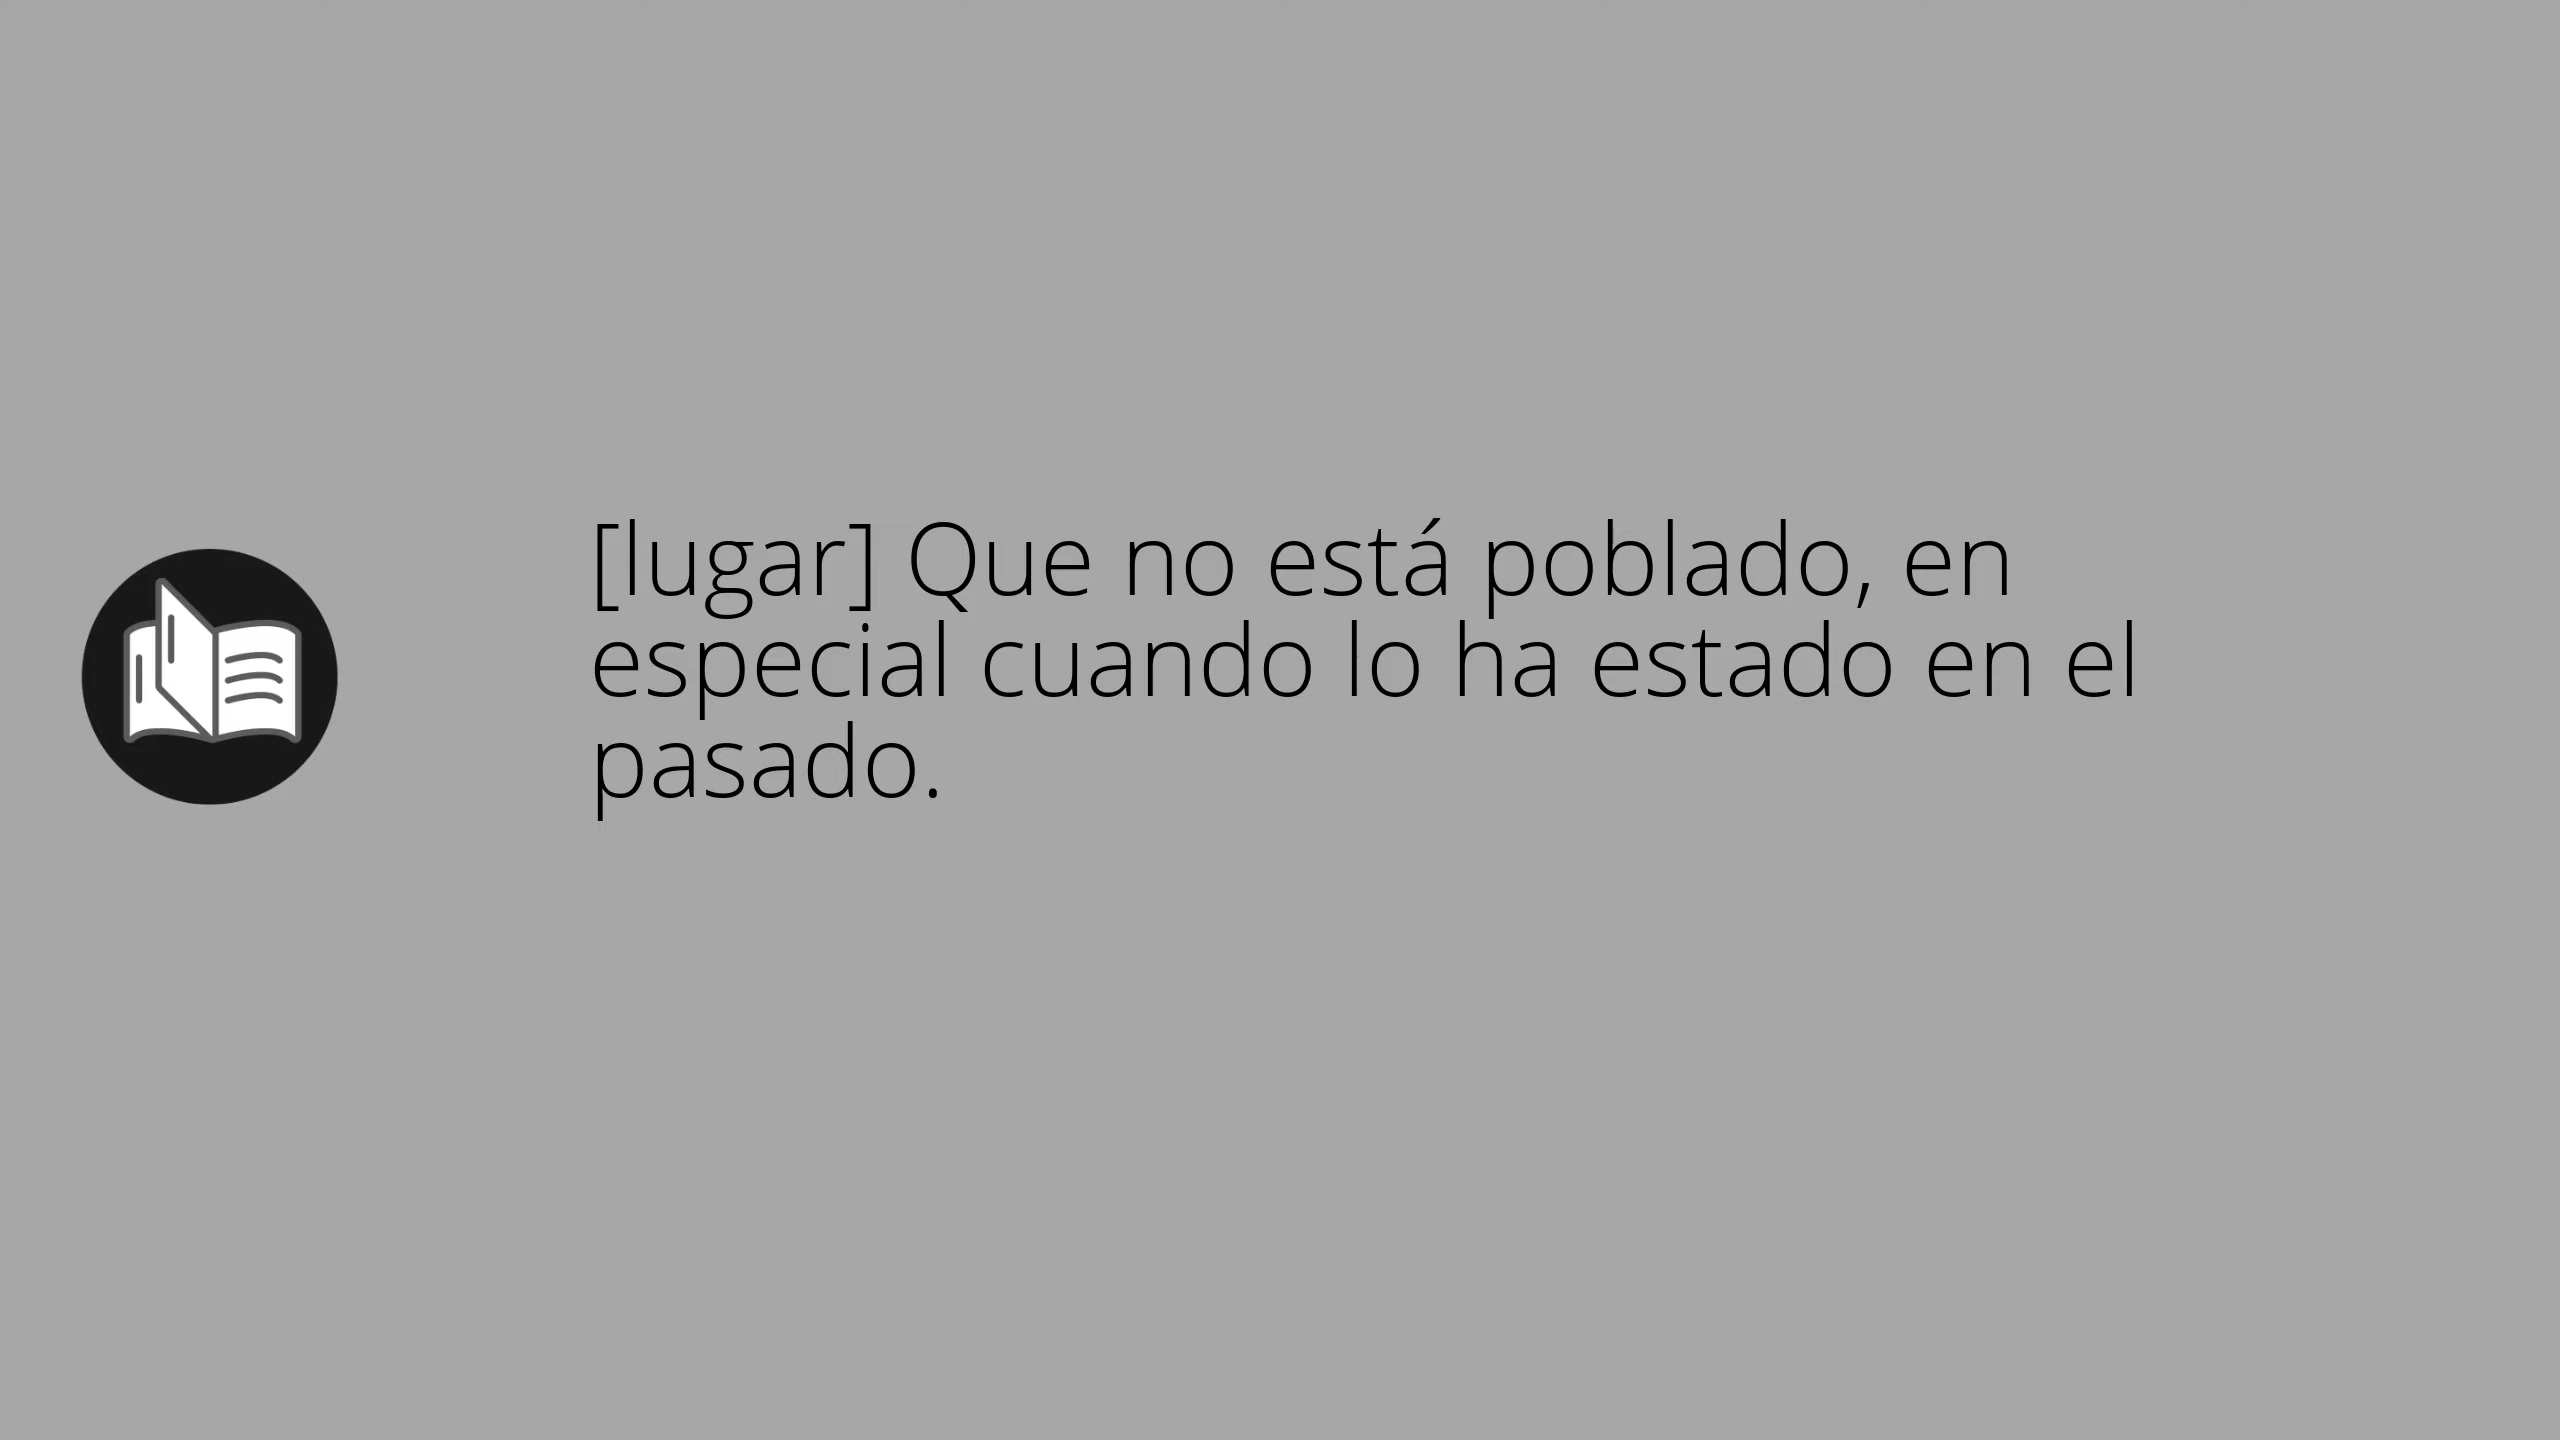 [lugar] Que no está poblado, en
especial cuando lo ha estado en el
pasado.